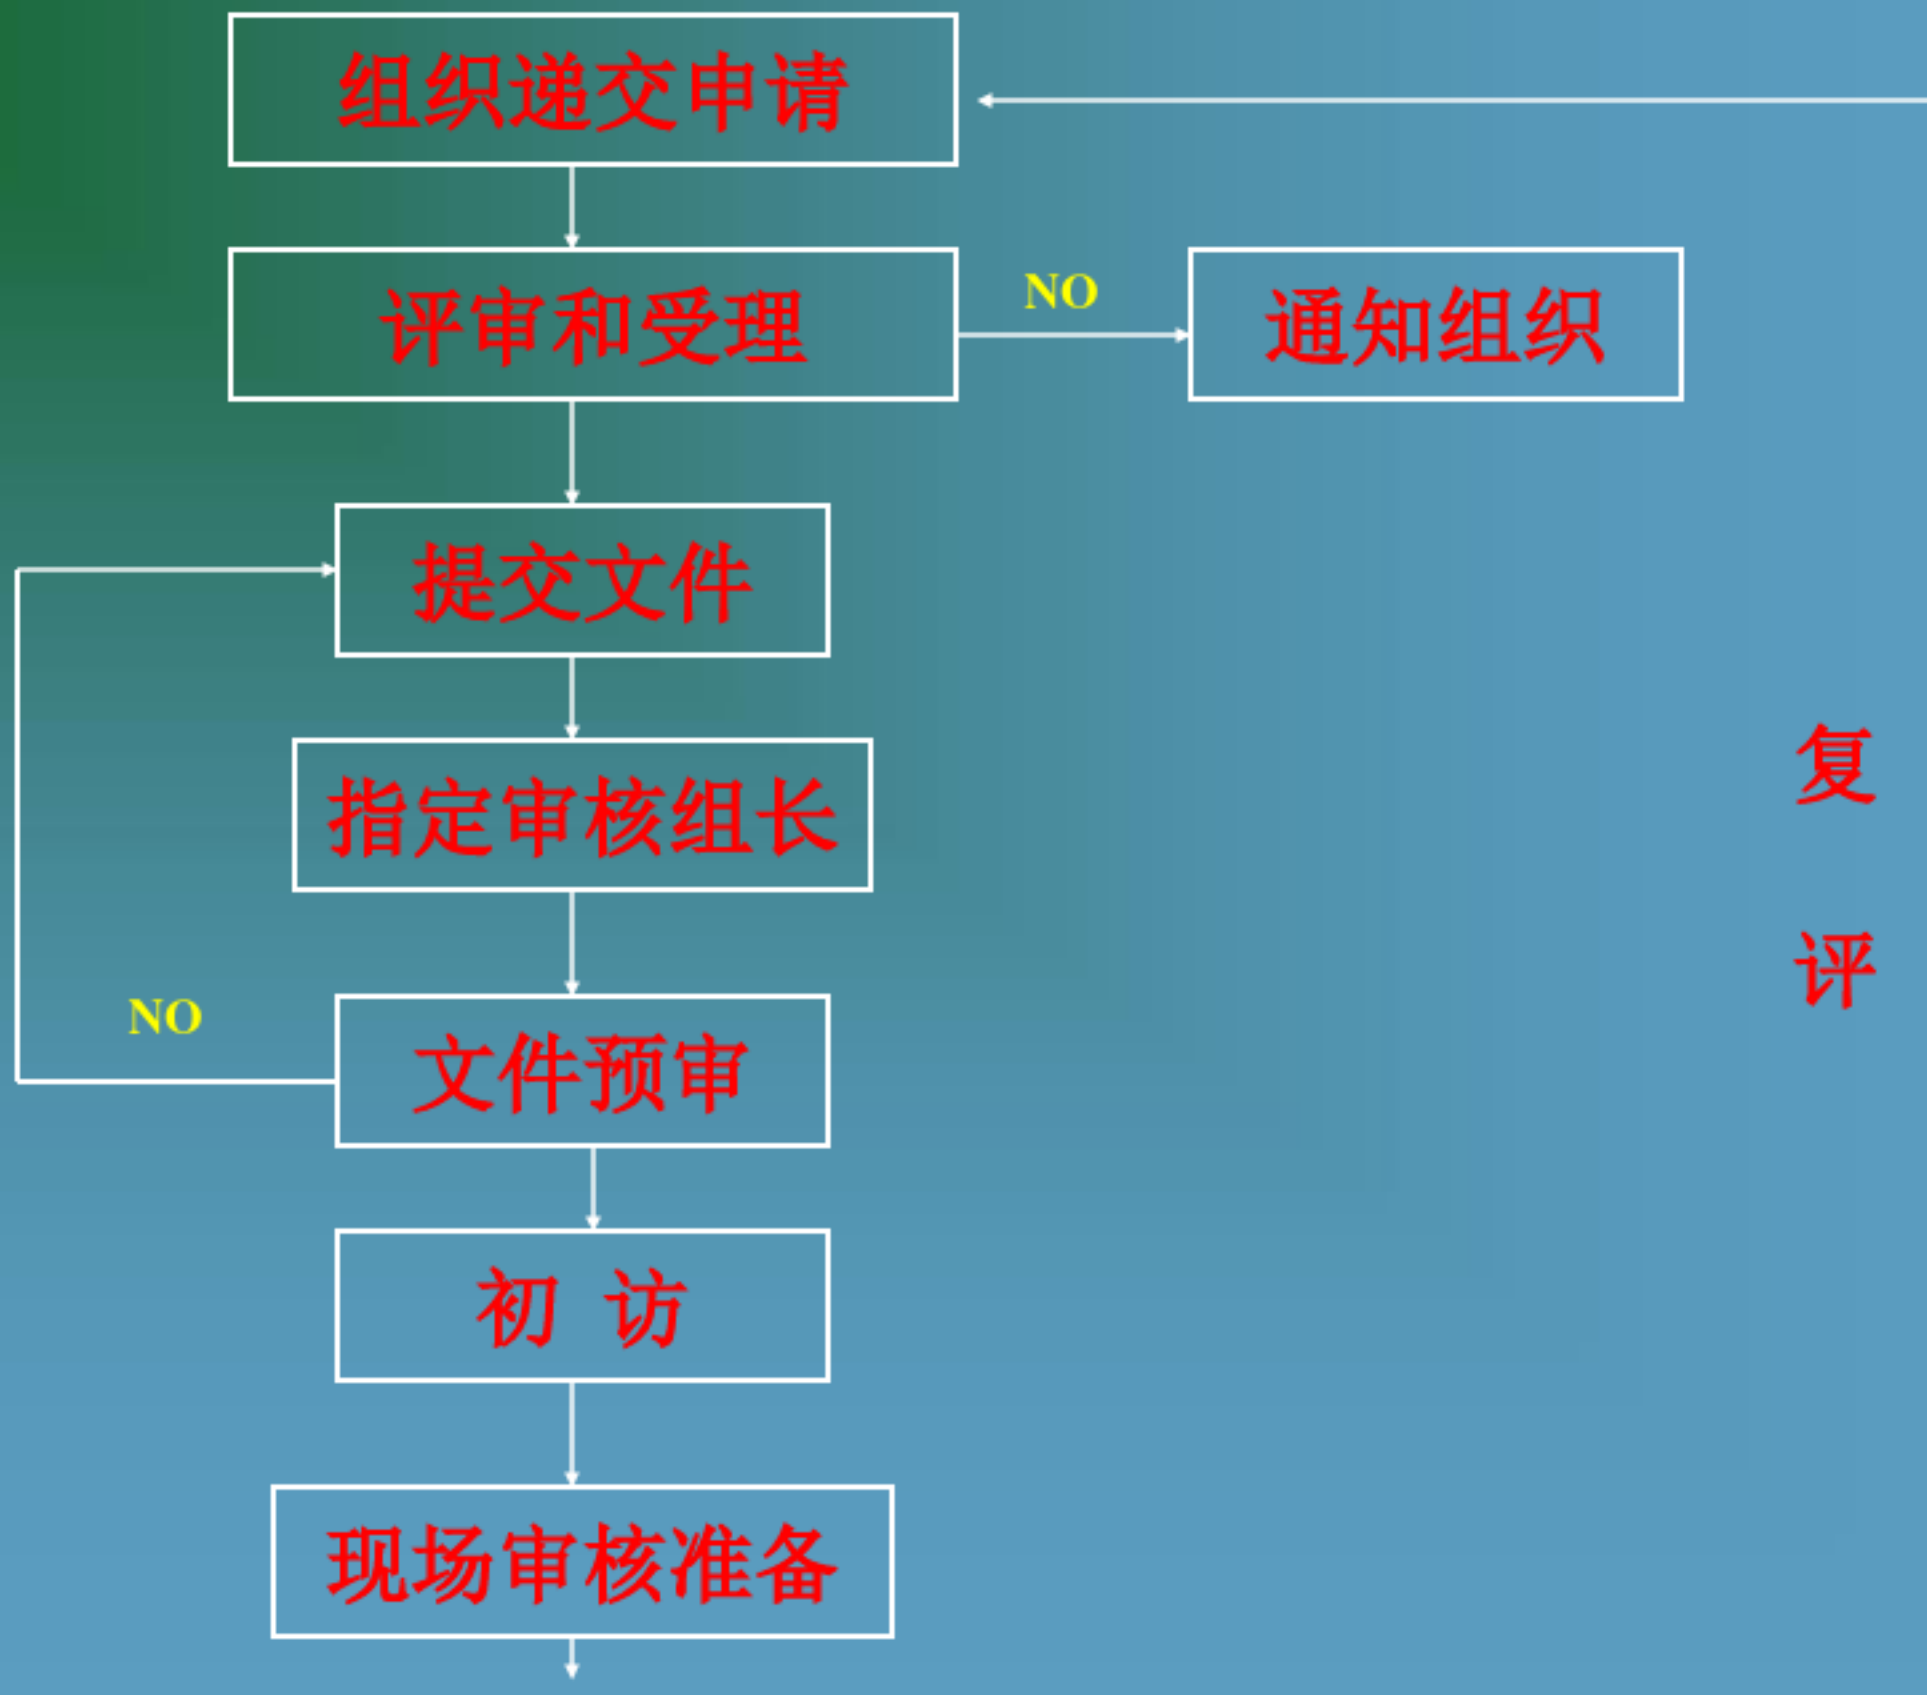 组织递交申请
评审和受理
NO
通知组织
提交文件
指定审核组长
复
评
NO
文件预审
初 访
现场审核准备